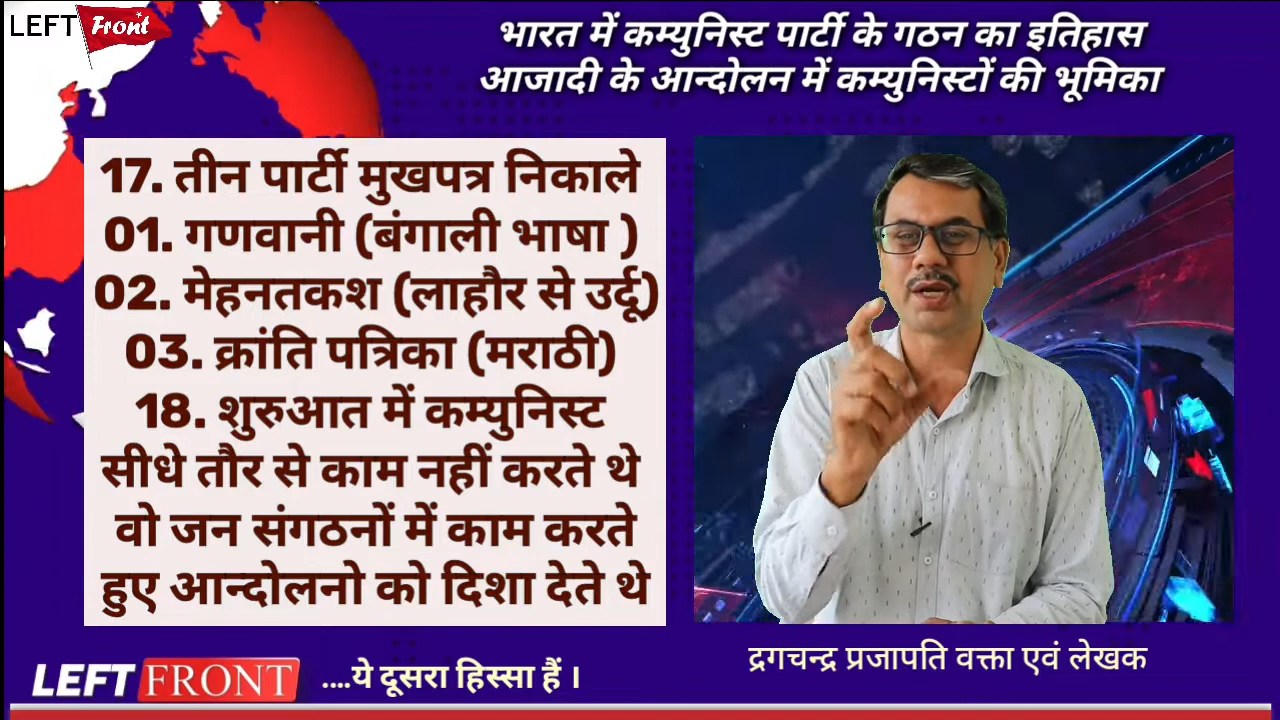 LEFT Front
भारत में कम्युनिस्ट पार्टी के गठन का इतिहास
आजादी के आन्दोलन में कम्युनिस्टों की भूमिका
17. तीन पार्टी मुखपत्र निकाले
01. गणवानी (बंगाली भाषा )
02. मेहनतकश (लाहौर से उर्दू)
03. क्रांति पत्रिका (मराठी)
18. शुरुआत में कम्युनिस्ट
सीधे तौर से काम नहीं करते थे
वो जन संगठनों में काम करते
हुए आन्दोलनो को दिशा देते थे
द्रगचन्द्र प्रजापति वक्ता एवं लेखक
LEFT FRONT ....ये दूसरा हिस्सा हैं ।